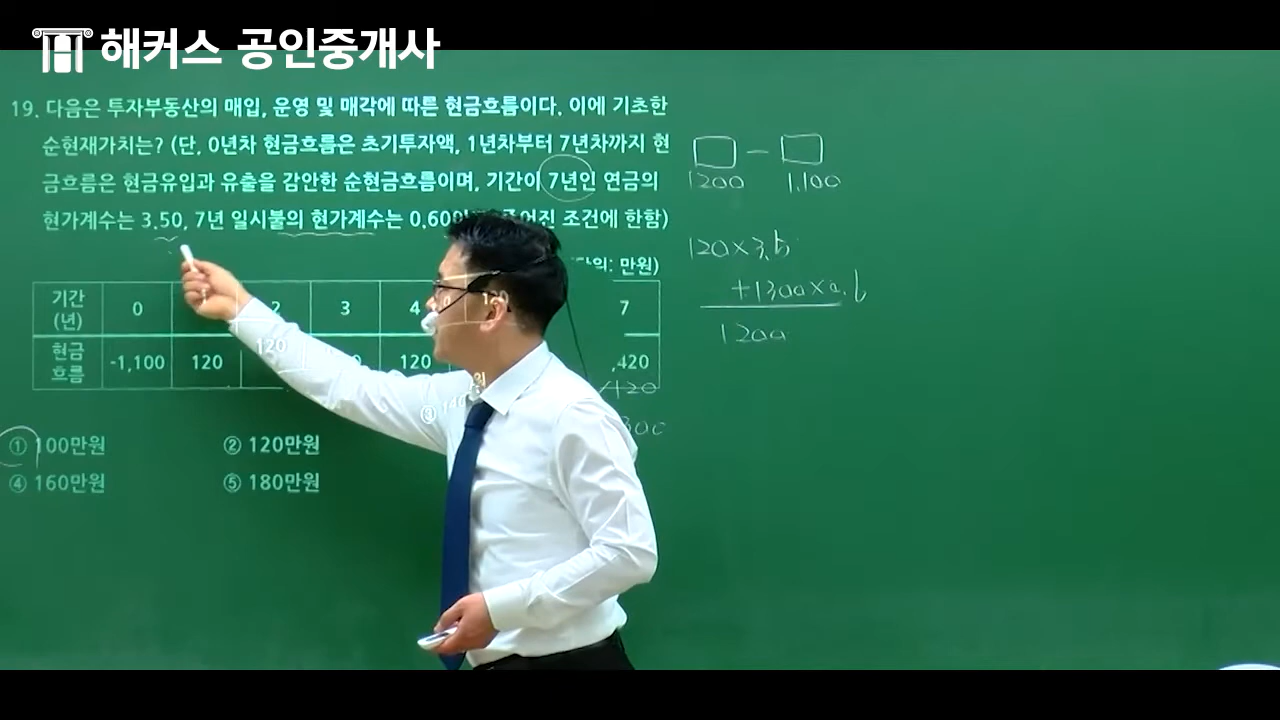 해커스 공인중개사
19. 다음은 투자부동산의 매입, 운영 및 매각에 따른 현금흐름이다. 이에 기초한
순현재가치는? (단, 0년차 현금흐름은 초기투자액, 1년차부터 7년차까지 현
금흐름은 현금유입과 유출을 감안한 순현금흐름이며, 기간이 7년인 연금의
현가계수는 3.50, 7년 일시불의 현가계수는 0.60 조건에 한함)
단위: 만원)
기간 (년) 0 2 3 4 7
현금 흐름 -1,100 120 120 120 ,420
① 100만원 ② 120만원
④ 160만원 ⑤ 180만원
-
1200 1,100
120×3.5
+1300×0.6
1200